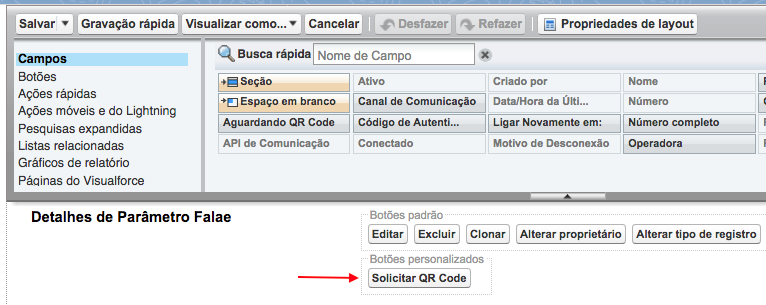 Salvar Gravação rápida Visualizar como... Cancelar Desfazer Refazer Propriedades de layout
Campos
Botões
Ações rápidas
Ações móveis e do Lightning
Pesquisas expandidas
Listas relacionadas
Gráficos de relatório
Páginas do Visualforce
Busca rápida Nome de Campo
Seção Ativo Criado por Nome
Espaço em branco Canal de Comunicação Data/Hora da Últi... Número
Aguardando QR Code Código de Autenti... Ligar Novamente em: Número completo
API de Comunicação Conectado Motivo de Desconexão Operadora
Detalhes de Parâmetro Falae
Botões padrão
Editar Excluir Clonar Alterar proprietário Alterar tipo de registro
Botões personalizados
Solicitar QR Code